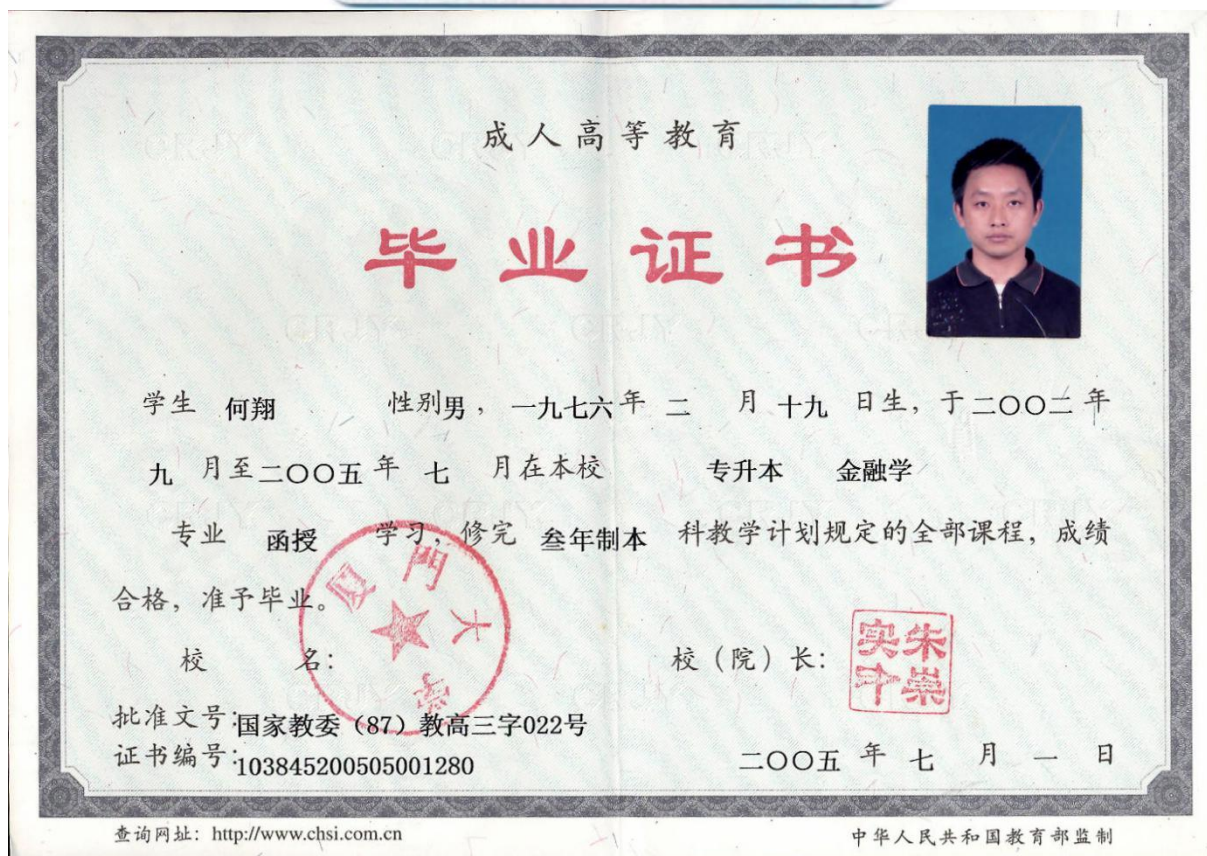 成人高等教育
毕业证书
学生 何翔 性别男，一九七六年 二 月 十九 日生，于二〇〇二年
九 月至二〇〇五 年 七 月在本校 专升本 金融学
专业 函授 学习，修完 叁年制本 科教学计划规定的全部课程，成绩
合格，准予毕业。
厦門大学
校 名： 校（院）长：
朱崇实印
批准文号：国家教委（87）教高三字022号
证书编号：103845200505001280
二〇〇五 年 七 月 一 日
查询网址：http://www.chsi.com.cn 中华人民共和国教育部监制